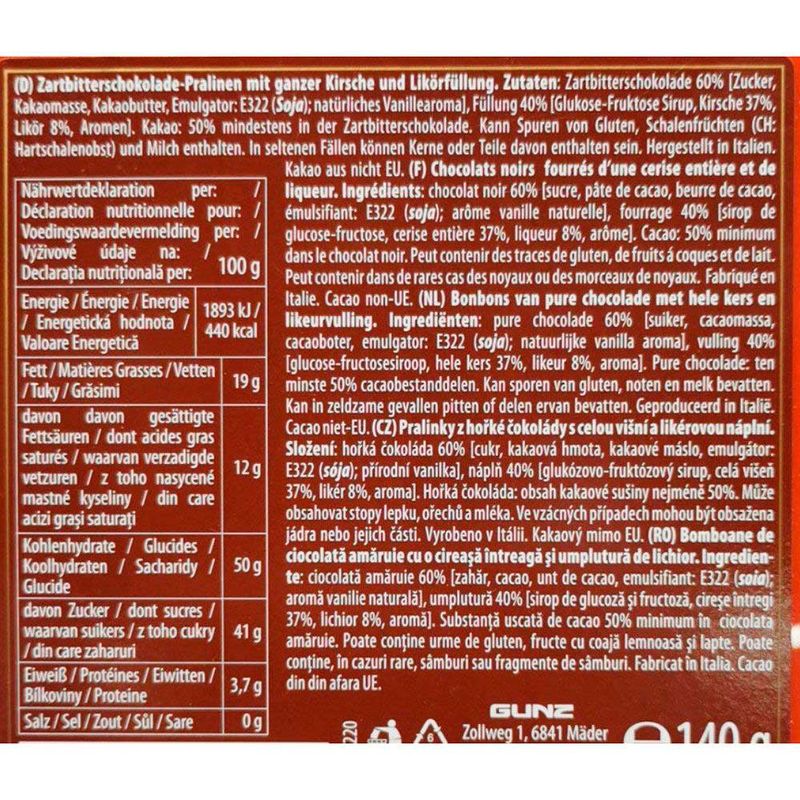 (D) Zartbitterschokolade-Pralinen mit ganzer Kirsche und Likörfüllung. Zutaten: Zartbitterschokolade 60% [Zucker,
Kakaomasse, Kakaobutter, Emulgator: E322 (Soja); natürliches Vanillearoma], Füllung 40% [Glukose-Fruktose Sirup, Kirsche 37%,
Likör 8%, Aromen]. Kakao: 50% mindestens in der Zartbitterschokolade. Kann Spuren von Gluten, Schalenfrüchten (CH:
Hartschalenobst) und Milch enthalten. In seltenen Fällen können Kerne oder Teile davon enthalten sein. Hergestellt in Italien.
Kakao aus nicht EU. (F) Chocolats noirs fourrés d'une cerise entière et de
liqueur. Ingrédients: chocolat noir 60% [sucre, pâte de cacao, beurre de cacao,
émulsifiant: E322 (soja); arôme vanille naturelle], fourrage 40% [sirop de
glucose-fructose, cerise entière 37%, liqueur 8%, arôme]. Cacao: 50% minimum
dans le chocolat noir. Peut contenir des traces de gluten, de fruits á coques et de lait.
Peut contenir dans de rares cas des noyaux ou des morceaux de noyaux. Fabriqué en
Italie. Cacao non-UE. (NL) Bonbons van pure chocolade met hele kers en
likeurvulling. Ingrediënten: pure chocolade 60% [suiker, cacaomassa,
cacaoboter, emulgator: E322 (soja); natuurlijke vanilla aroma], vulling 40%
[glucose-fructosesiroop, hele kers 37%, likeur 8%, aroma]. Pure chocolade: ten
minste 50% cacaobestanddelen. Kan sporen van gluten, noten en melk bevatten.
Kan in zeldzame gevallen pitten of delen ervan bevatten. Geproduceerd in Italië.
Cacao niet-EU. (CZ) Pralinky z hořké čokolády s celou višní a likérovou náplní.
Složení: hořká čokoláda 60% [cukr, kakaová hmota, kakaové máslo, emulgátor:
E322 (sója); přírodní vanilka], náplň 40% [glukózovo-fruktózový sirup, celá višeň
37%, likér 8%, aroma]. Hořká čokoláda: obsah kakaové sušiny nejméně 50%. Může
obsahovat stopy lepku, ořechů a mléka. Ve vzácných případech mohou být obsažena
jádra nebo jejich části. Vyrobeno v Itálii. Kakaový mimo EU. (RO) Bomboane de
ciocolată amăruie cu o cireașă întreagă și umplutură de lichior. Ingredien-
te: ciocolată amăruie 60% [zahăr, cacao, unt de cacao, emulsifiant: E322 (soia);
aromă vanilie naturală], umplutură 40% [sirop de glucoză și fructoză, cireșe întregi
37%, lichior 8%, aromă]. Substanță uscată de cacao 50% minimum în ciocolata
amăruie. Poate conține urme de gluten, fructe cu coajă lemnoasă și lapte. Poate
conține, în cazuri rare, sâmburi sau fragmente de sâmburi. Fabricat în Italia. Cacao
din din afara UE.
Nährwertdeklaration per: /
Déclaration nutritionnelle pour: /
Voedingswaardevermelding per: /
Výživové údaje na: /
Declarația nutrițională per: 100 g
Energie / Énergie / Energie
/ Energetická hodnota /
Valoare Energetică
1893 kJ /
440 kcal
Fett / Matières Grasses / Vetten
/Tuky / Grăsimi
19 g
davon davon gesättigte
Fettsäuren / dont acides gras
saturés / waarvan verzadigde
vetzuren / z toho nasycené
mastné kyseliny / din care
acizi grași saturați
12 g
Kohlenhydrate / Glucides /
Koolhydraten / Sacharidy /
Glucide
50 g
davon Zucker / dont sucres /
waarvan suikers / z toho cukry
/ din care zaharuri
41 g
Eiweiß / Protéines / Eiwitten /
Bílkoviny / Proteine
3,7 g
Salz / Sel / Zout / Sůl / Sare
0 g
220
6
GUNZ
Zollweg 1, 6841 Mäder
℮ 140 g